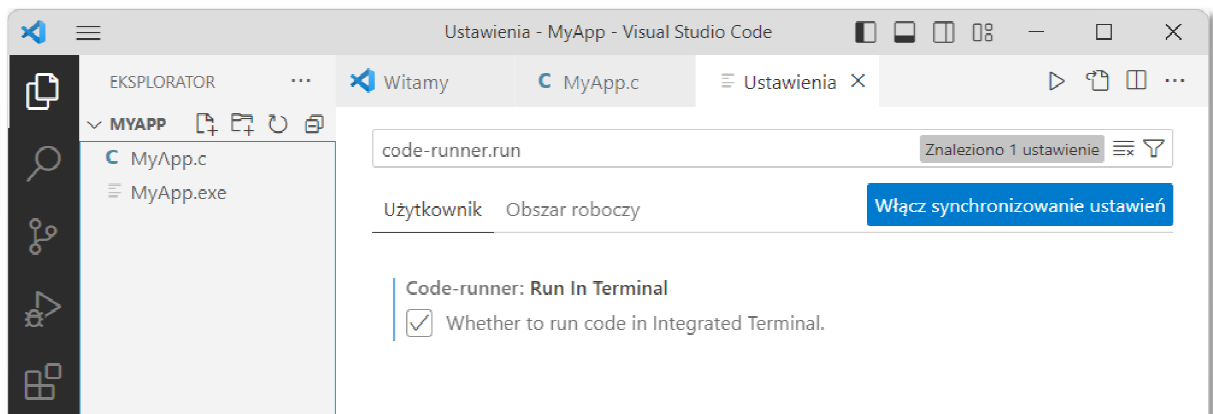 Ustawienia - MyApp - Visual Studio Code
EKSPLORATOR ...
Witamy
C MyApp.c
Ustawienia
MYAPP
C MyApp.c
MyApp.exe
code-runner.run
Znaleziono 1 ustawienie
Użytkownik Obszar roboczy
Włącz synchronizowanie ustawień
Code-runner: Run In Terminal
Whether to run code in Integrated Terminal.